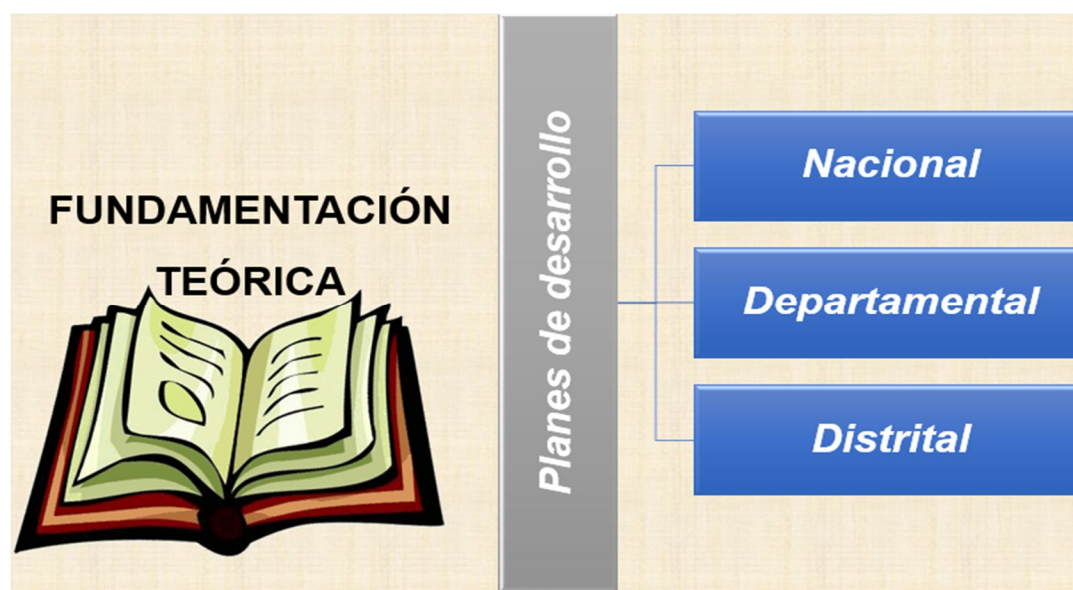 FUNDAMENTACIÓN
TEÓRICA
Planes de desarrollo
Nacional
Departamental
Distrital